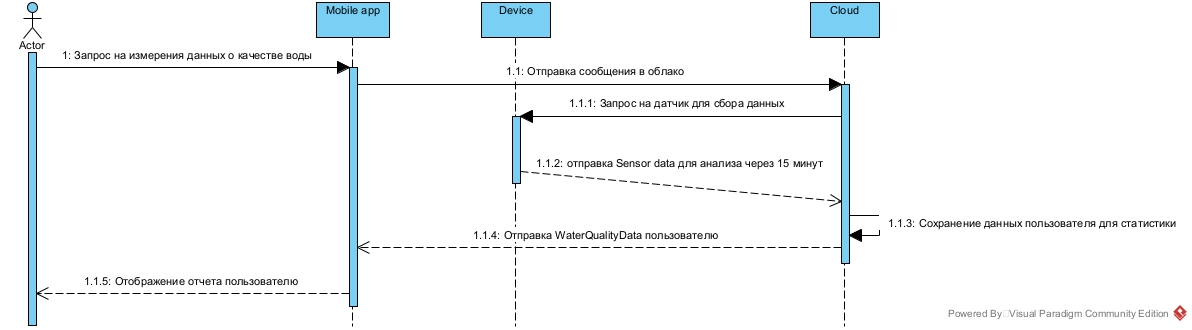 Mobile app
Device
Cloud
Actor
1: Запрос на измерения данных о качестве воды
1.1: Отправка сообщения в облако
1.1.1: Запрос на датчик для сбора данных
1.1.2: отправка Sensor data для анализа через 15 минут
1.1.3: Сохранение данных пользователя для статистики
1.1.4: Отправка WaterQualityData пользователю
1.1.5: Отображение отчета пользователю
Powered By Visual Paradigm Community Edition